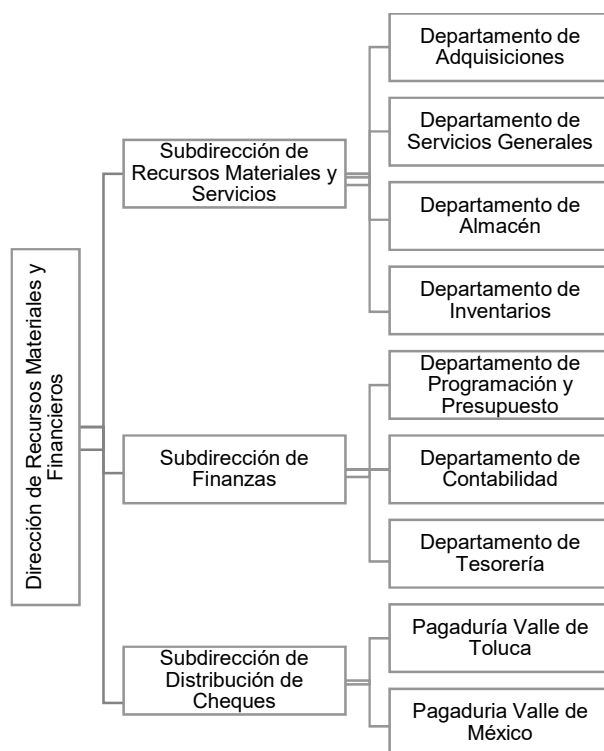 Dirección de Recursos Materiales y
Financieros
Subdirección de
Recursos Materiales y
Servicios
Departamento de
Adquisiciones
Departamento de
Servicios Generales
Departamento de
Almacén
Departamento de
Inventarios
Subdirección de
Finanzas
Departamento de
Programación y
Presupuesto
Departamento de
Contabilidad
Departamento de
Tesorería
Subdirección de
Distribución de
Cheques
Pagaduría Valle de
Toluca
Pagaduria Valle de
México